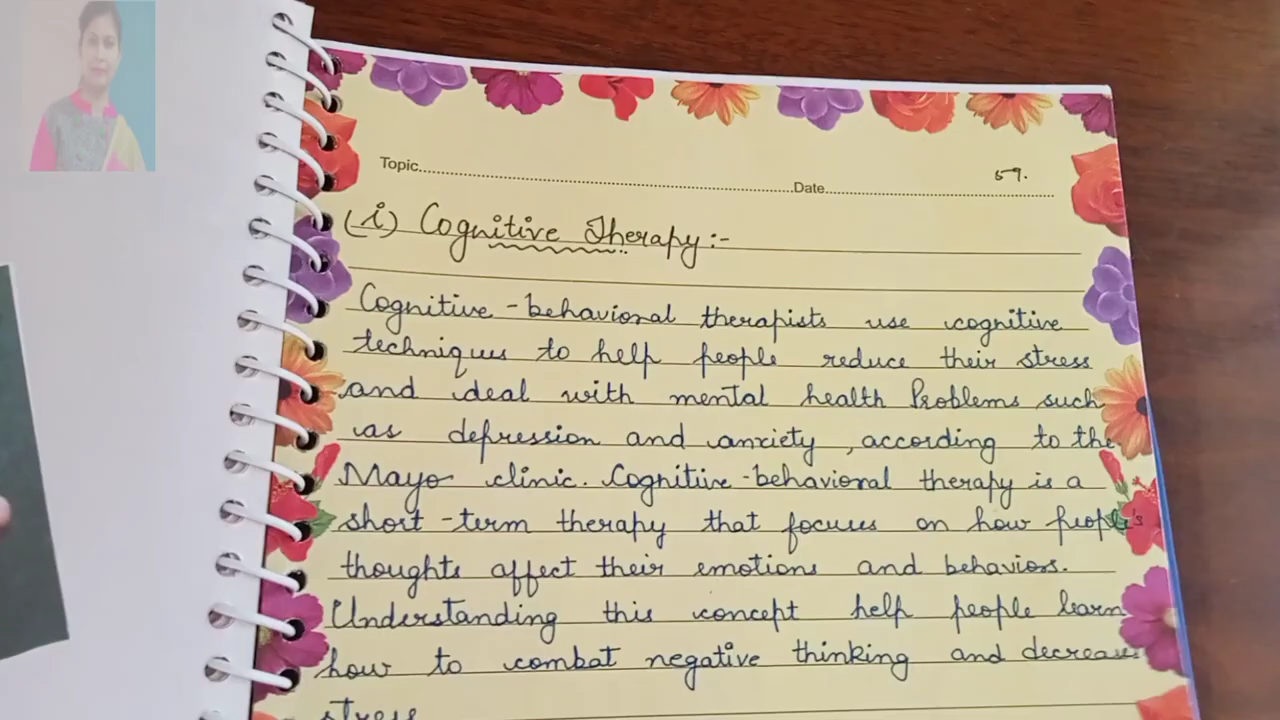 Topic............Date............ 59.
(i) Cognitive Therapy :-
Cognitive - behavioral therapists use cognitive
techniques to help people reduce their stress
and deal with mental health Problems such
as depression and anxiety , according to the
Mayo clinic. Cognitive - behavioral therapy is a
short - term therapy that focuses on how people's
thoughts affect their emotions and behaviors.
Understanding this concept help people learn
how to combat negative thinking and decrease
stress